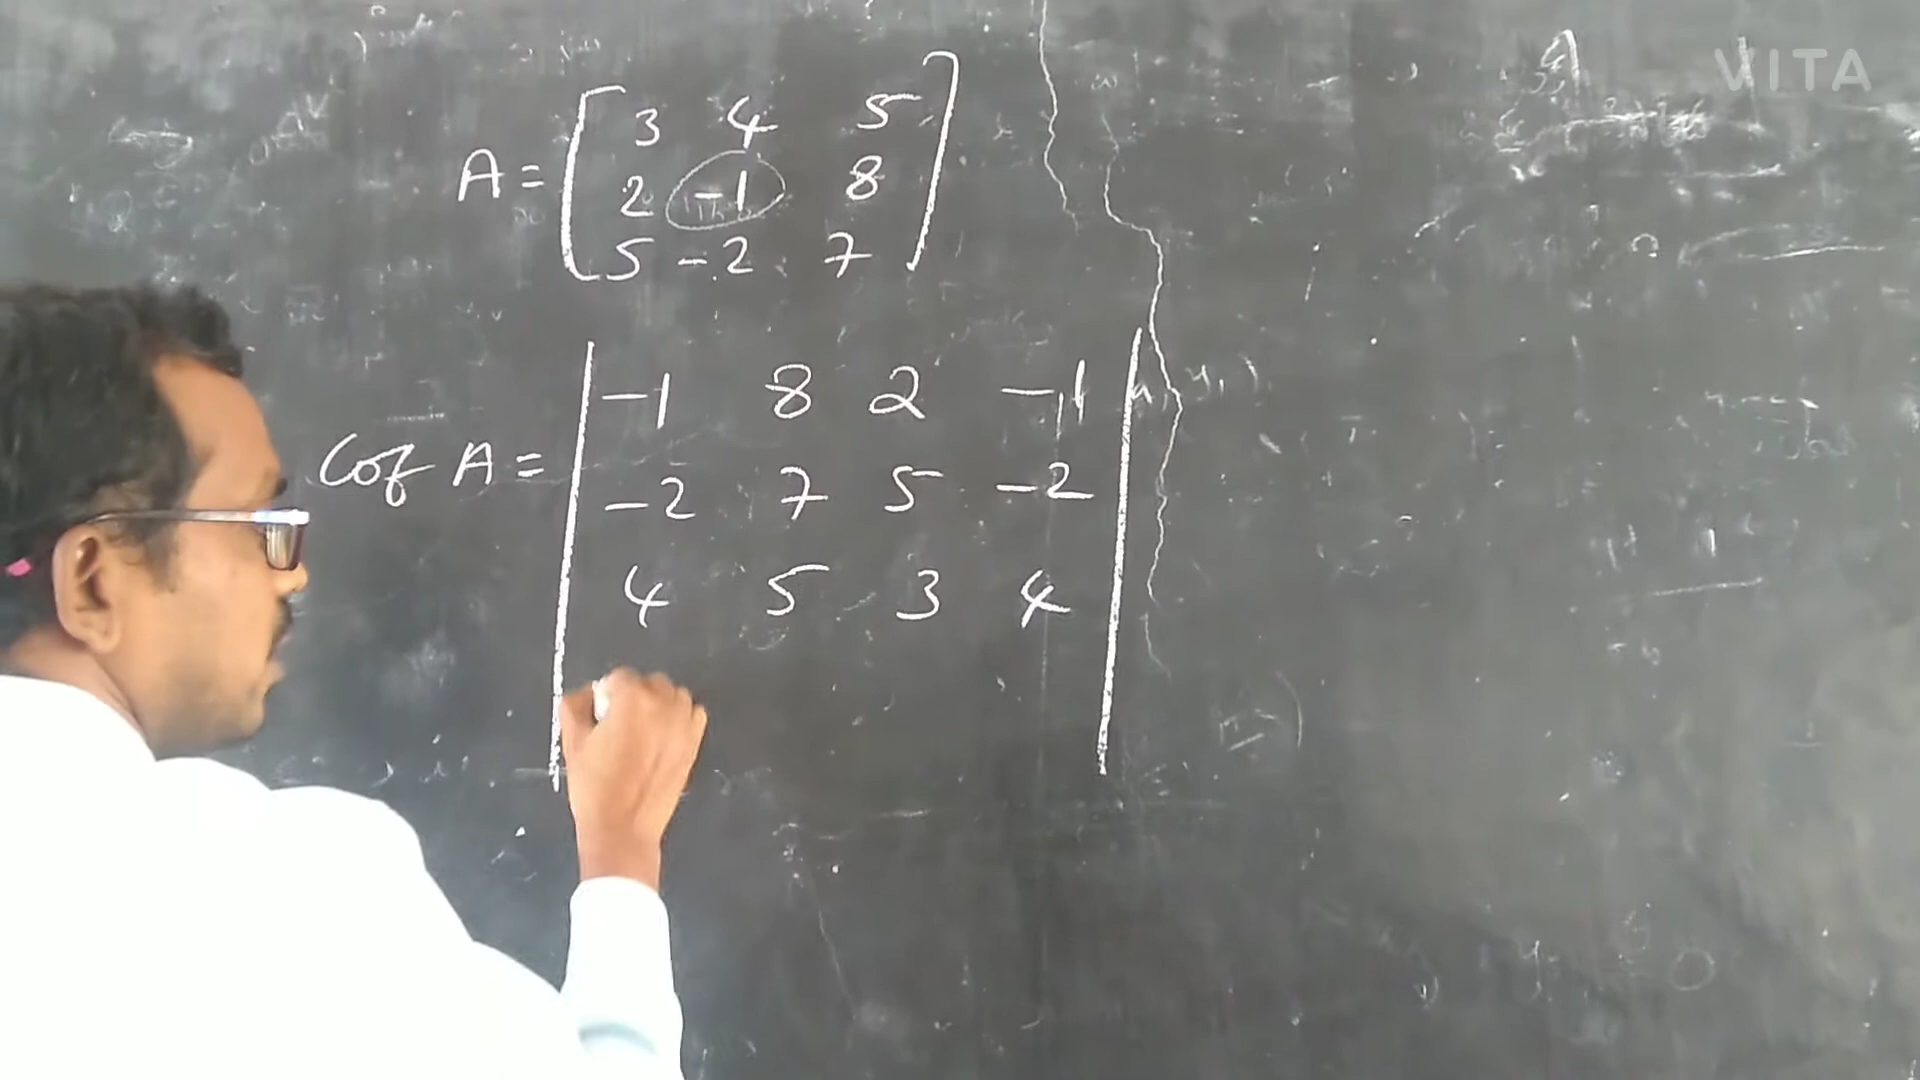 VITA
3 4 5
A = 2 -1 8
5 -2 7
-1 8 2 -1
Cof A = -2 7 5 -2
4 5 3 4